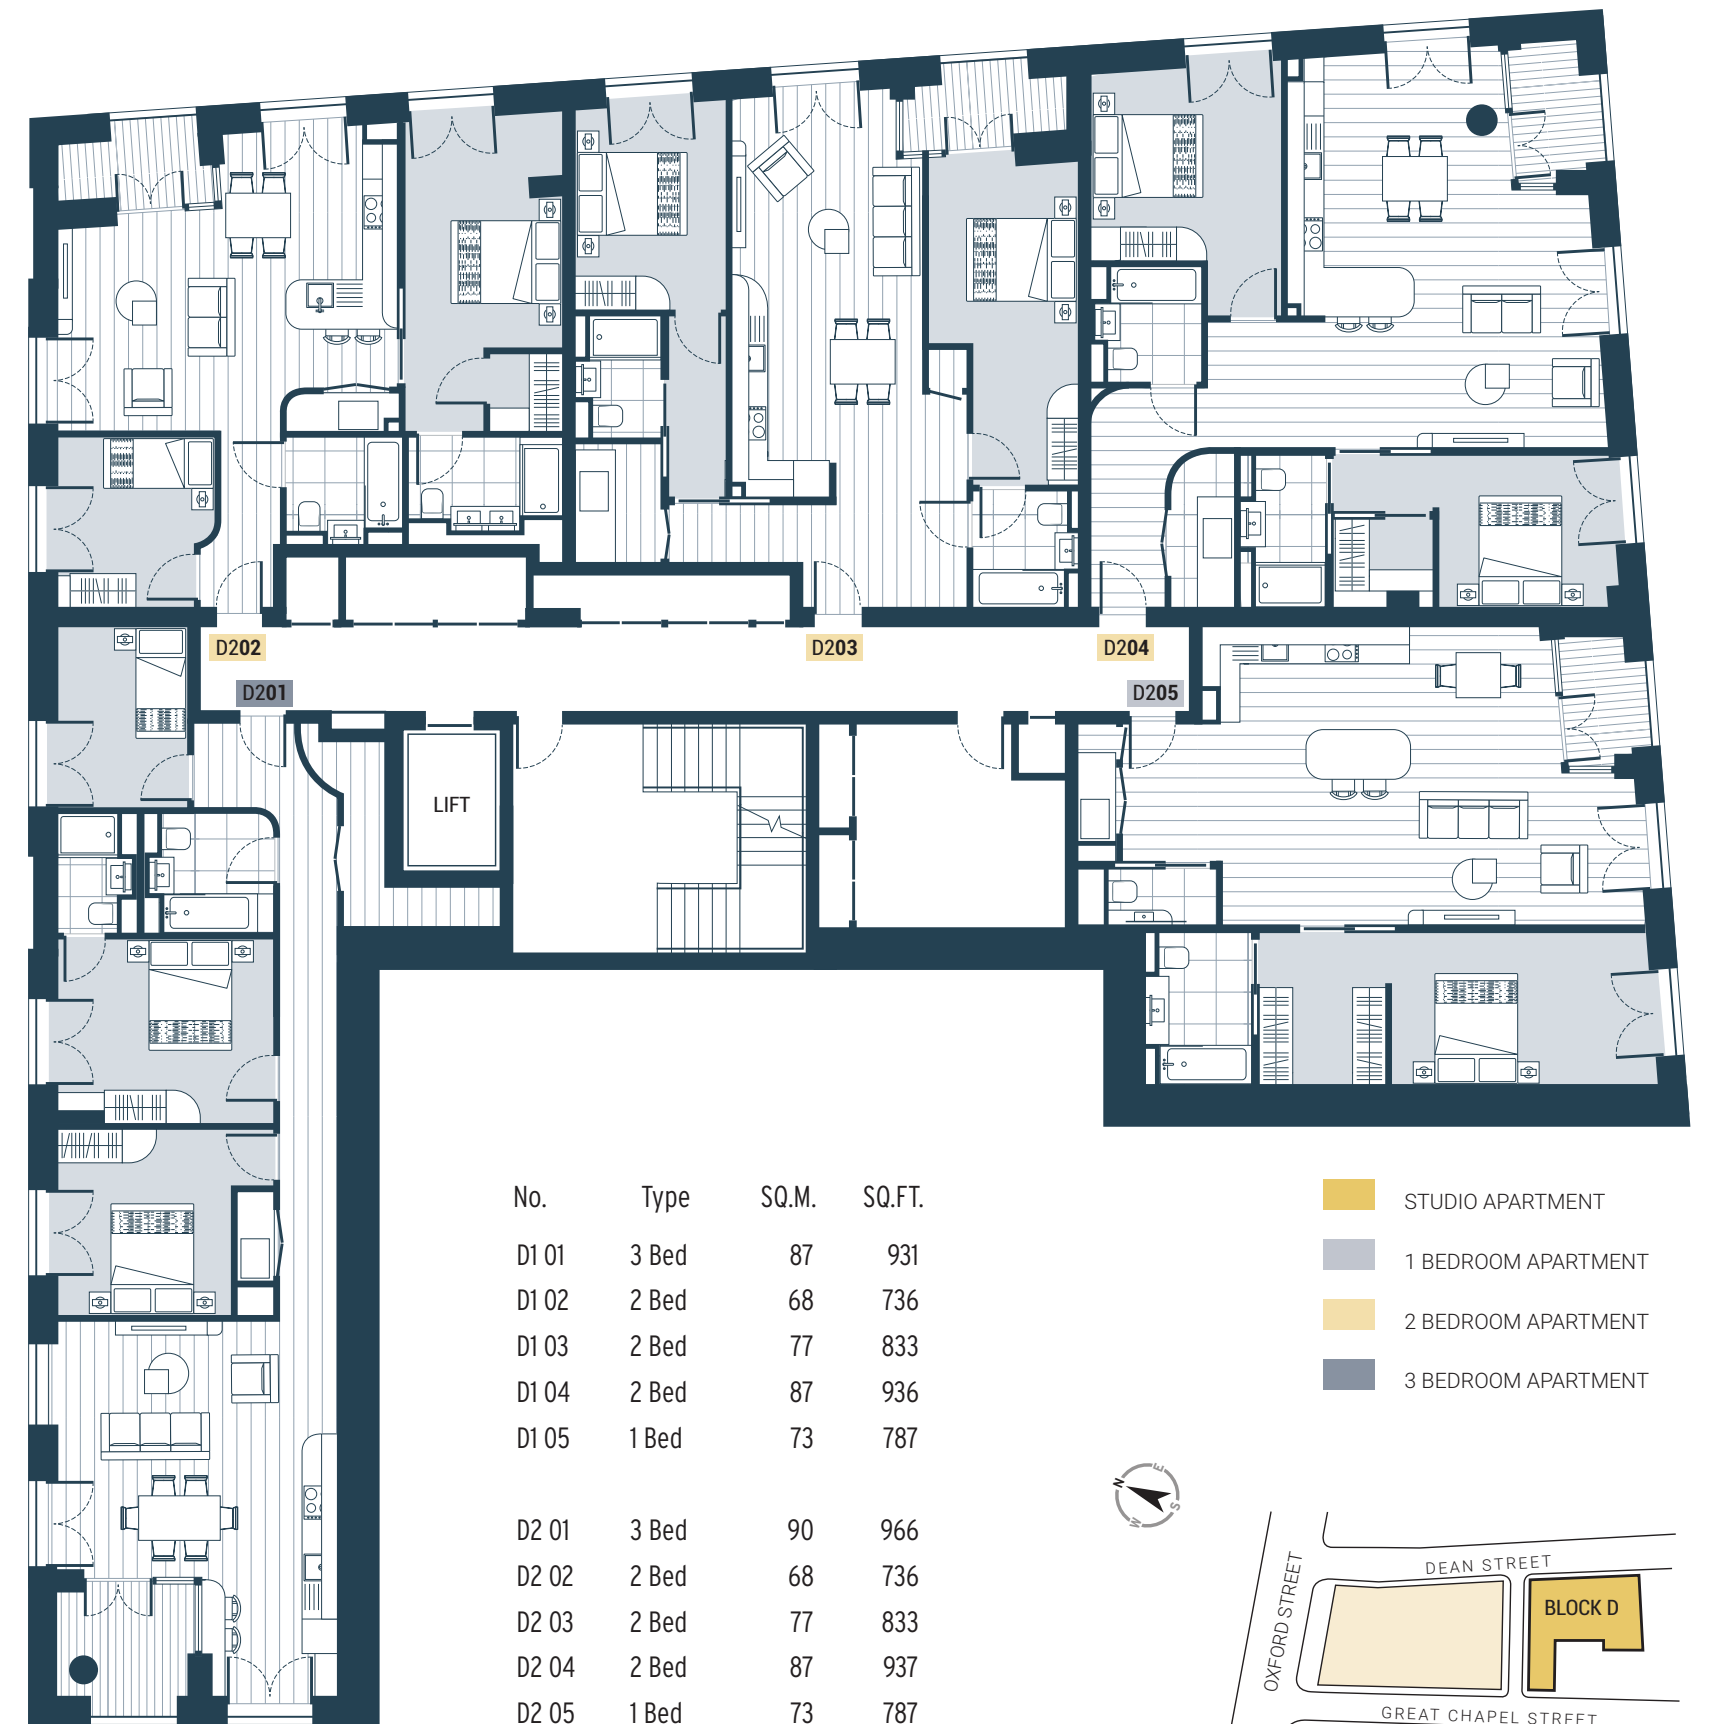 D202
D203
D204
D201
D205
LIFT
No. Type SQ.M. SQ.FT.
D1 01 3 Bed 87 931
D1 02 2 Bed 68 736
D1 03 2 Bed 77 833
D1 04 2 Bed 87 936
D1 05 1 Bed 73 787
D2 01 3 Bed 90 966
D2 02 2 Bed 68 736
D2 03 2 Bed 77 833
D2 04 2 Bed 87 937
D2 05 1 Bed 73 787
STUDIO APARTMENT
1 BEDROOM APARTMENT
2 BEDROOM APARTMENT
3 BEDROOM APARTMENT
N
E
S
W
OXFORD STREET
DEAN STREET
BLOCK D
GREAT CHAPEL STREET